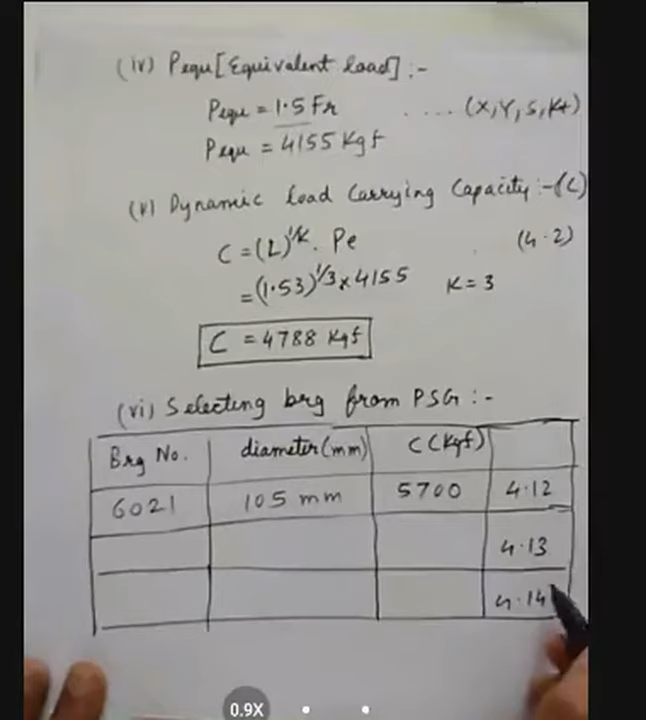 (iv) Pequ [Equivalent load] :-
Pequ = 1.5 Fr .... (X, Y, S, Kt)
Pequ = 4155 Kgf
(v) Dynamic load Carrying Capacity :- (C)
C = (L)^1/K . Pe (4.2)
= (1.53)^1/3 x 4155 K = 3
C = 4788 Kgf
(vi) Selecting brg from PSG :-
Brg No. diameter (mm) C (Kgf)
6021 105 mm 5700 4.12
4.13
4.14
0.9X